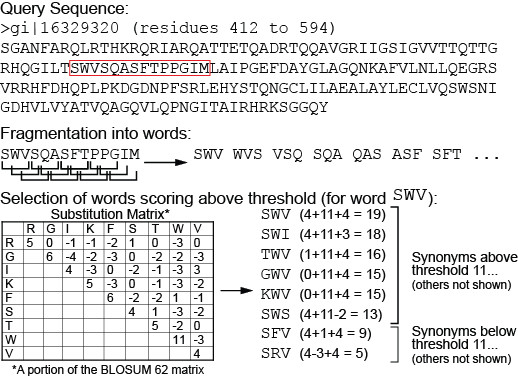 Query Sequence:
>gi|16329320 (residues 412 to 594)
SGANFARQLRTHKRQRIARQATTETQADRTQQAVGRIIGSIGVVTTQTTG
RHQGILTSWVSQASFTPPGIMLAIPGEFDAYGLAGQNKAFVLNLLQEGRS
VRRHFDHQPLPKDGDNPFSRLEHYSTQNGCLILAEALAYLECLVQSWSNI
GDHVLVYATVQAGQVLQPNGITAIRHRKSGGQY
Fragmentation into words:
SWVSQASFTPPGIM SWV WVS VSQ SQA QAS ASF SFT ...
Selection of words scoring above threshold (for word SWV):
Substitution Matrix*
R G I K F S T W V
R 5 0 -1 -1 -2 1 0 -3 0
G 6 -4 -2 -3 0 -2 -2 -3
I 4 -3 0 -2 -1 -3 3
K 5 -3 0 -1 -3 -2
F 6 -2 -2 1 -1
S 4 1 -3 -2
T 5 -2 0
W 11 -3
V 4
*A portion of the BLOSUM 62 matrix
SWV (4+11+4 = 19)
SWI (4+11+3 = 18)
TWV (1+11+4 = 16)
GWV (0+11+4 = 15)
KWV (0+11+4 = 15)
SWS (4+11-2 = 13)
SFV (4+1+4 = 9)
SRV (4-3+4 = 5)
Synonyms above
threshold 11...
(others not shown)
Synonyms below
threshold 11...
(others not shown)